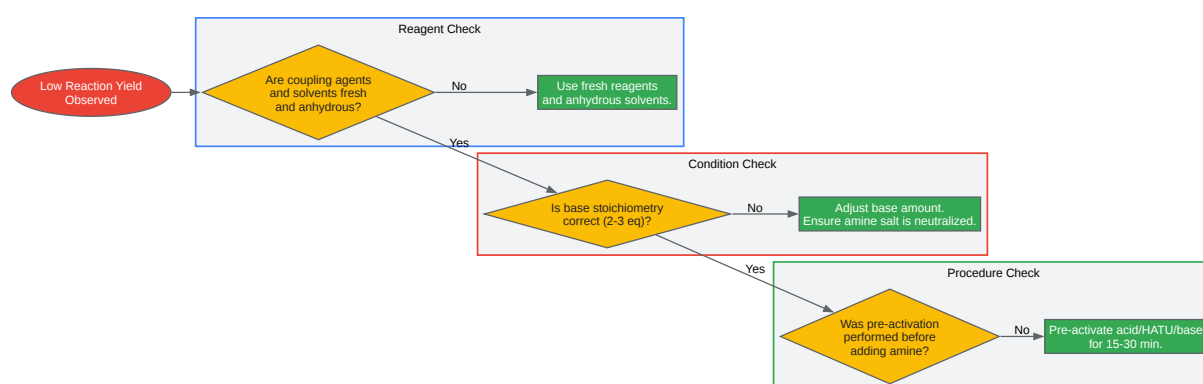 Reagent Check
Low Reaction Yield
Observed
Are coupling agents
and solvents fresh
and anhydrous?
No
Use fresh reagents
and anhydrous solvents.
Yes
Condition Check
Is base stoichiometry
correct (2-3 eq)?
No
Adjust base amount.
Ensure amine salt is neutralized.
Yes
Procedure Check
Was pre-activation
performed before
adding amine?
No
Pre-activate acid/HATU/base
for 15-30 min.